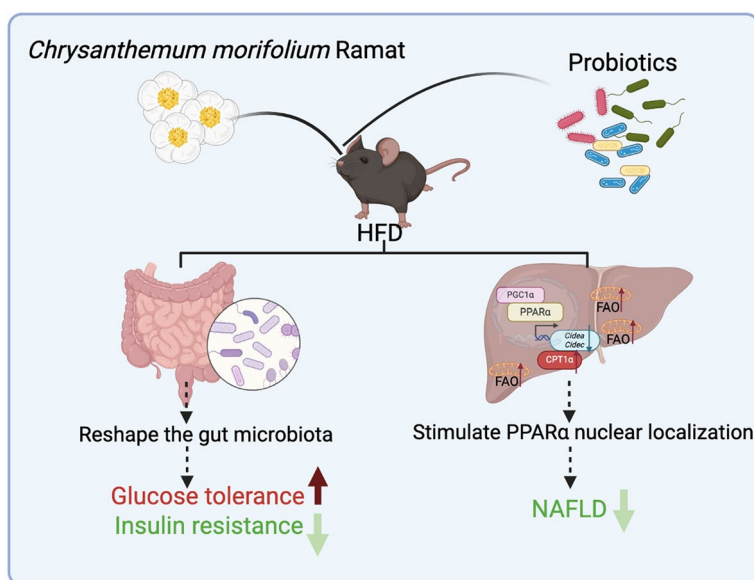 Chrysanthemum morifolium Ramat
Probiotics
HFD
PGC1α
PPARα
Cidea
Cidec
CPT1α
FAO
FAO
FAO
Reshape the gut microbiota
Stimulate PPARα nuclear localization
Glucose tolerance
Insulin resistance
NAFLD